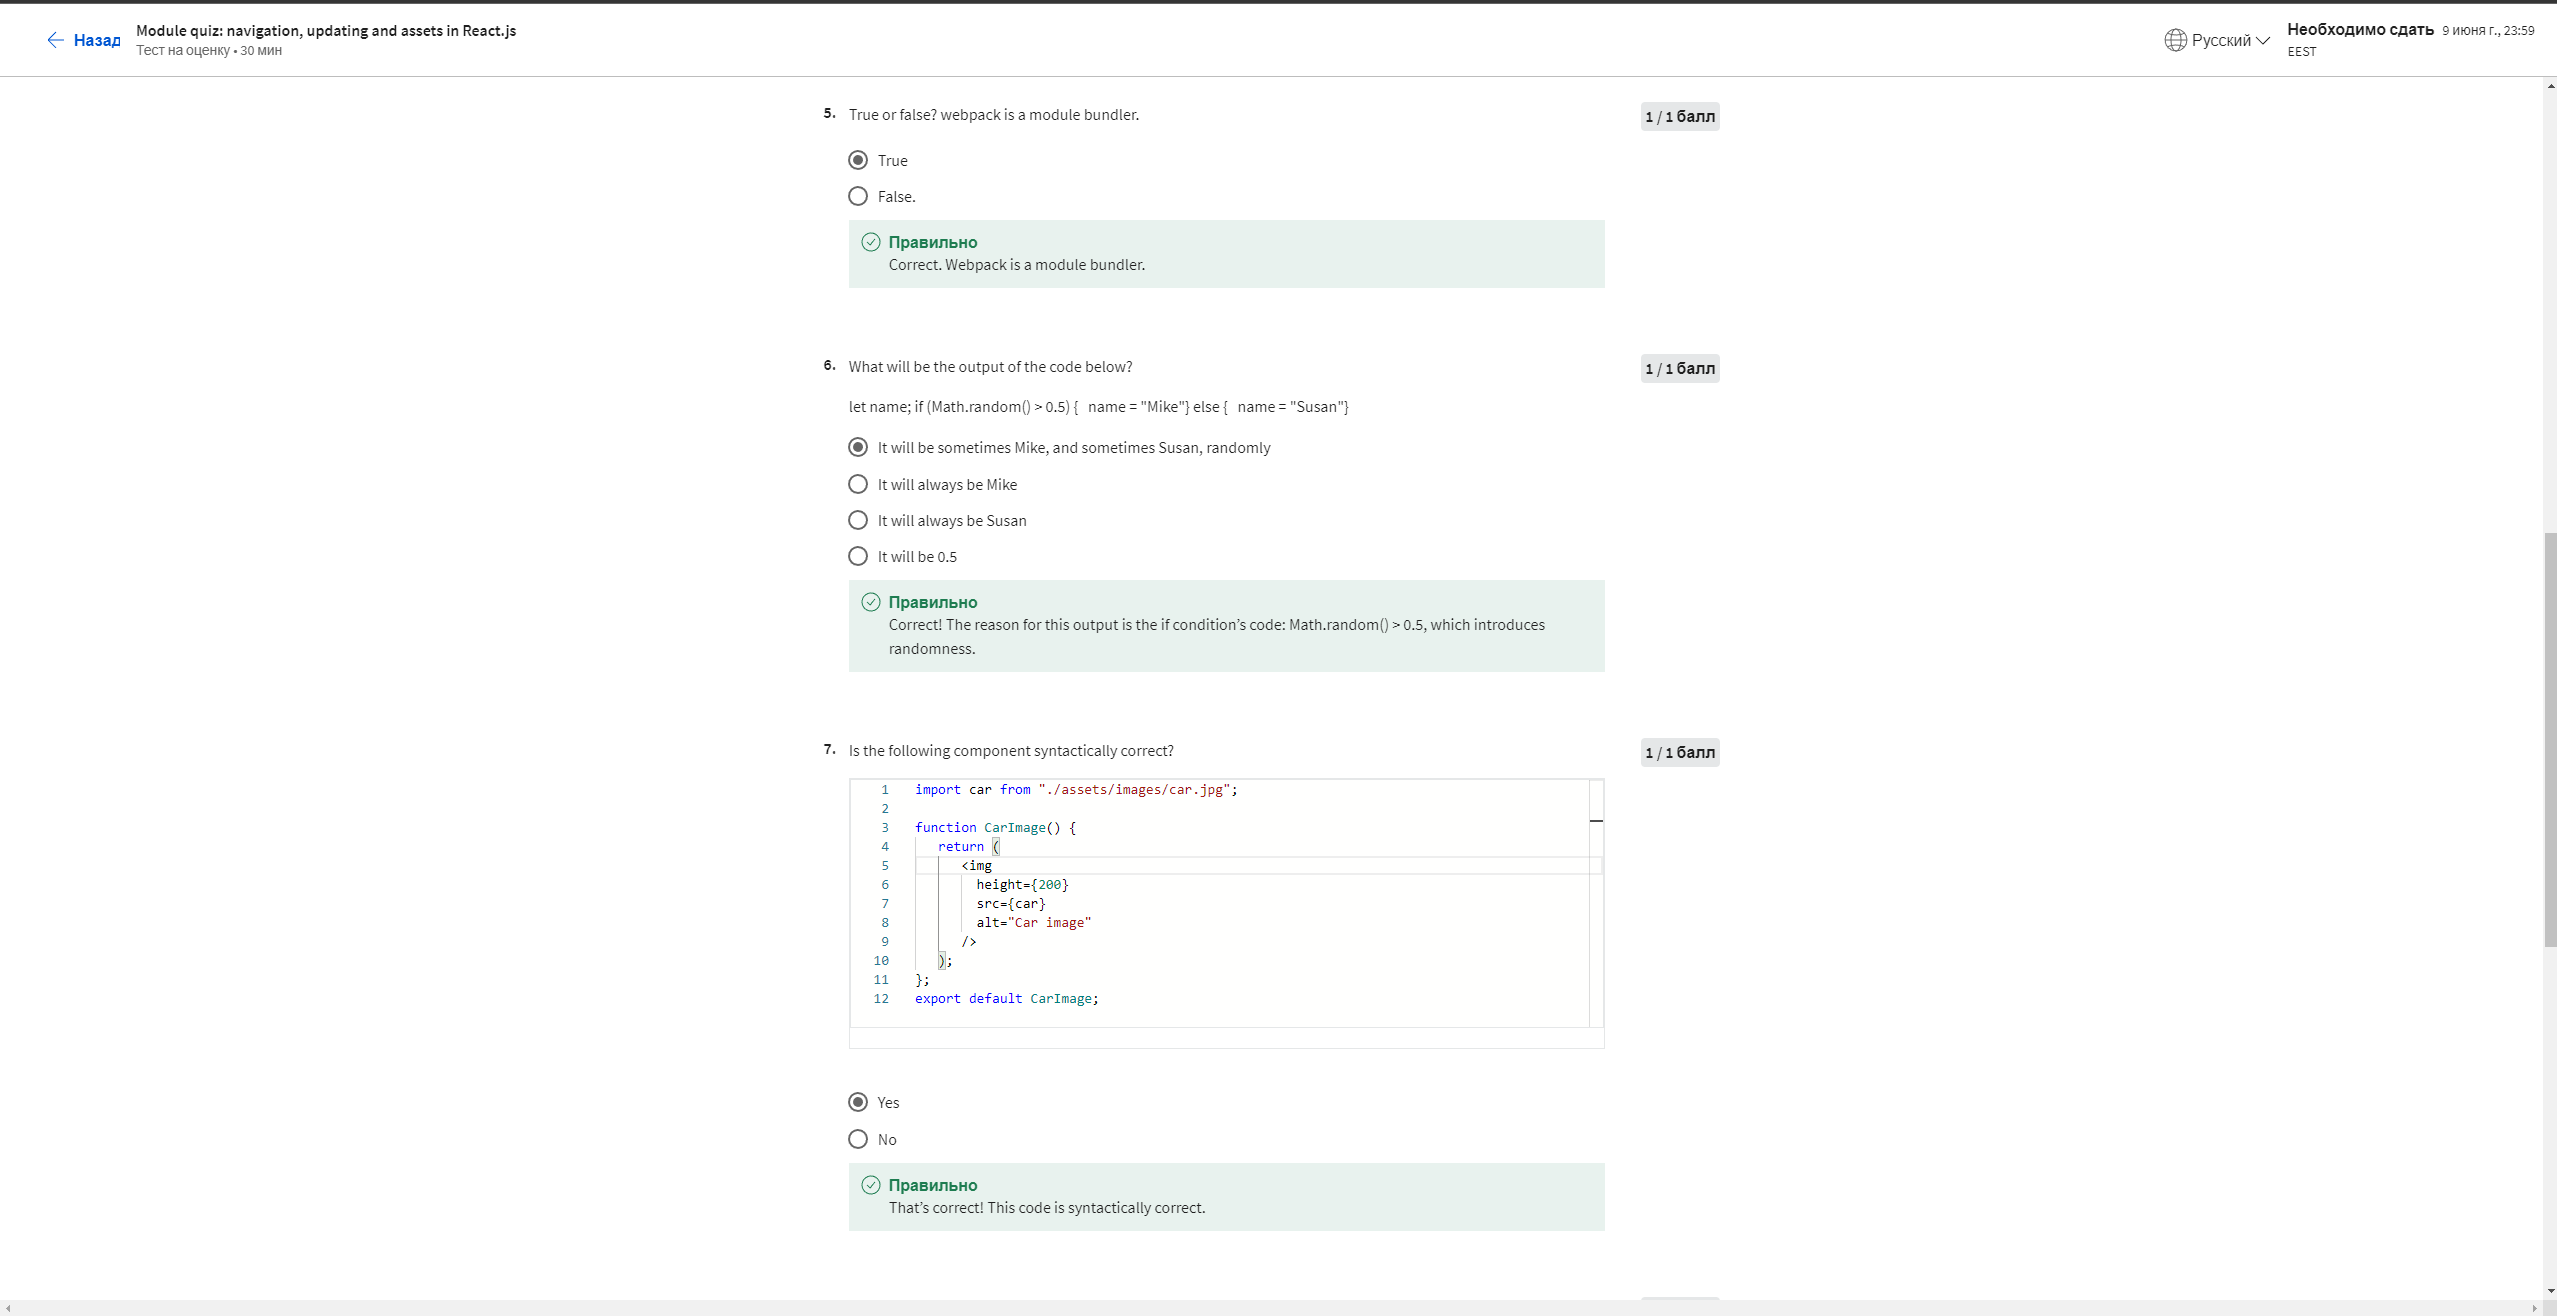 Назад
Module quiz: navigation, updating and assets in React.js
Тест на оценку • 30 мин
Русский
Необходимо сдать 9 июня г., 23:59
EEST
5. True or false? webpack is a module bundler.
1 / 1 балл
True
False.
Правильно
Correct. Webpack is a module bundler.
6. What will be the output of the code below?
1 / 1 балл
let name; if (Math.random() > 0.5) {   name = "Mike"} else {   name = "Susan"}
It will be sometimes Mike, and sometimes Susan, randomly
It will always be Mike
It will always be Susan
It will be 0.5
Правильно
Correct! The reason for this output is the if condition’s code: Math.random() > 0.5, which introduces
randomness.
7. Is the following component syntactically correct?
1 / 1 балл
1 import car from "./assets/images/car.jpg";
2
3 function CarImage() {
4 return (
5 <img
6 height={200}
7 src={car}
8 alt="Car image"
9 />
10 );
11 };
12 export default CarImage;
Yes
No
Правильно
That’s correct! This code is syntactically correct.